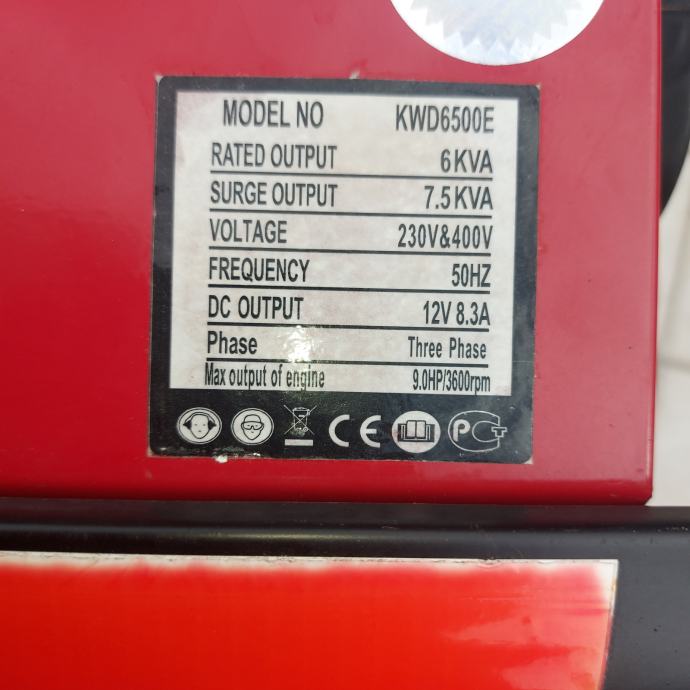 MODEL NO KWD6500E
RATED OUTPUT 6KVA
SURGE OUTPUT 7.5KVA
VOLTAGE 230V&400V
FREQUENCY 50HZ
DC OUTPUT 12V 8.3A
Phase Three Phase
Max output of engine 9.0HP/3600rpm
CE PCT